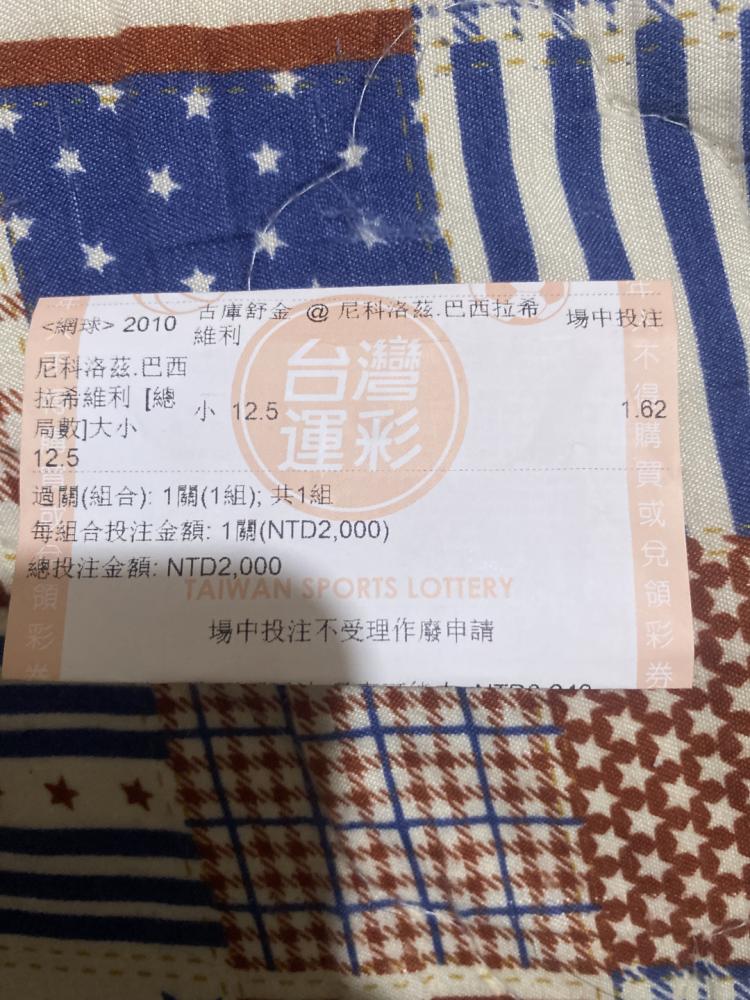 <網球> 2010 古庫舒金 @ 尼科洛茲.巴西拉希維利 場中投注
尼科洛茲.巴西
拉希維利 [總
局數]大小
12.5
小 12.5
1.62
台灣
運彩
過關(組合): 1關(1組); 共1組
每組合投注金額: 1關(NTD2,000)
總投注金額: NTD2,000
TAIWAN SPORTS LOTTERY
場中投注不受理作廢申請
不得購買或兌領彩券